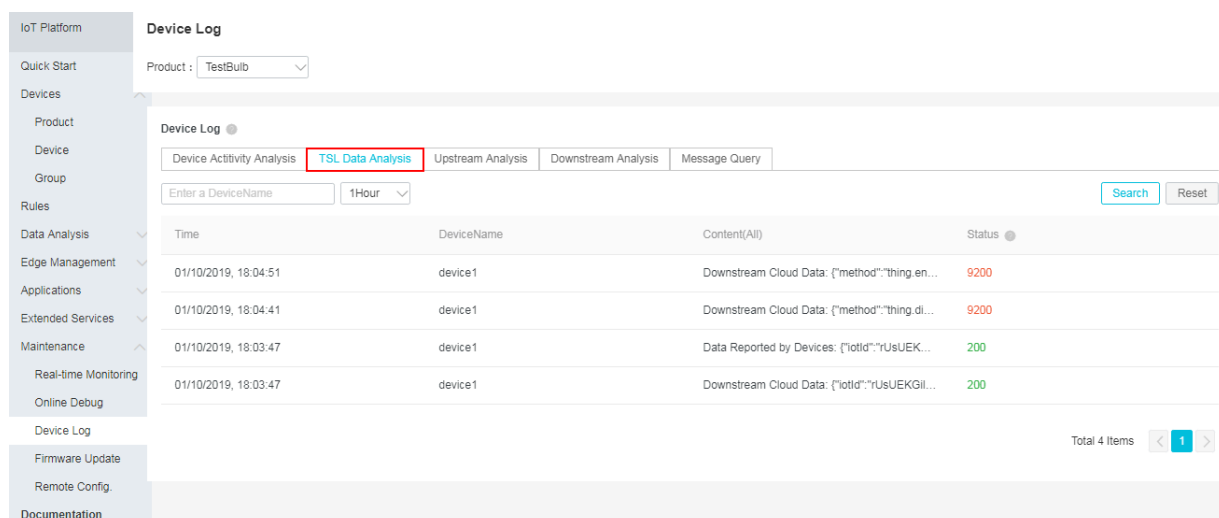 IoT Platform
Quick Start
Devices
Product
Device
Group
Rules
Data Analysis
Edge Management
Applications
Extended Services
Maintenance
Real-time Monitoring
Online Debug
Device Log
Firmware Update
Remote Config.
Documentation
Device Log
Product : TestBulb
Device Log
Device Actitivity Analysis TSL Data Analysis Upstream Analysis Downstream Analysis Message Query
Enter a DeviceName 1Hour Search Reset
Time DeviceName Content(All) Status
01/10/2019, 18:04:51 device1 Downstream Cloud Data: {"method":"thing.en... 9200
01/10/2019, 18:04:41 device1 Downstream Cloud Data: {"method":"thing.di... 9200
01/10/2019, 18:03:47 device1 Data Reported by Devices: {"iotId":"rUsUEK... 200
01/10/2019, 18:03:47 device1 Downstream Cloud Data: {"iotId":"rUsUEKGil... 200
Total 4 Items < 1 >